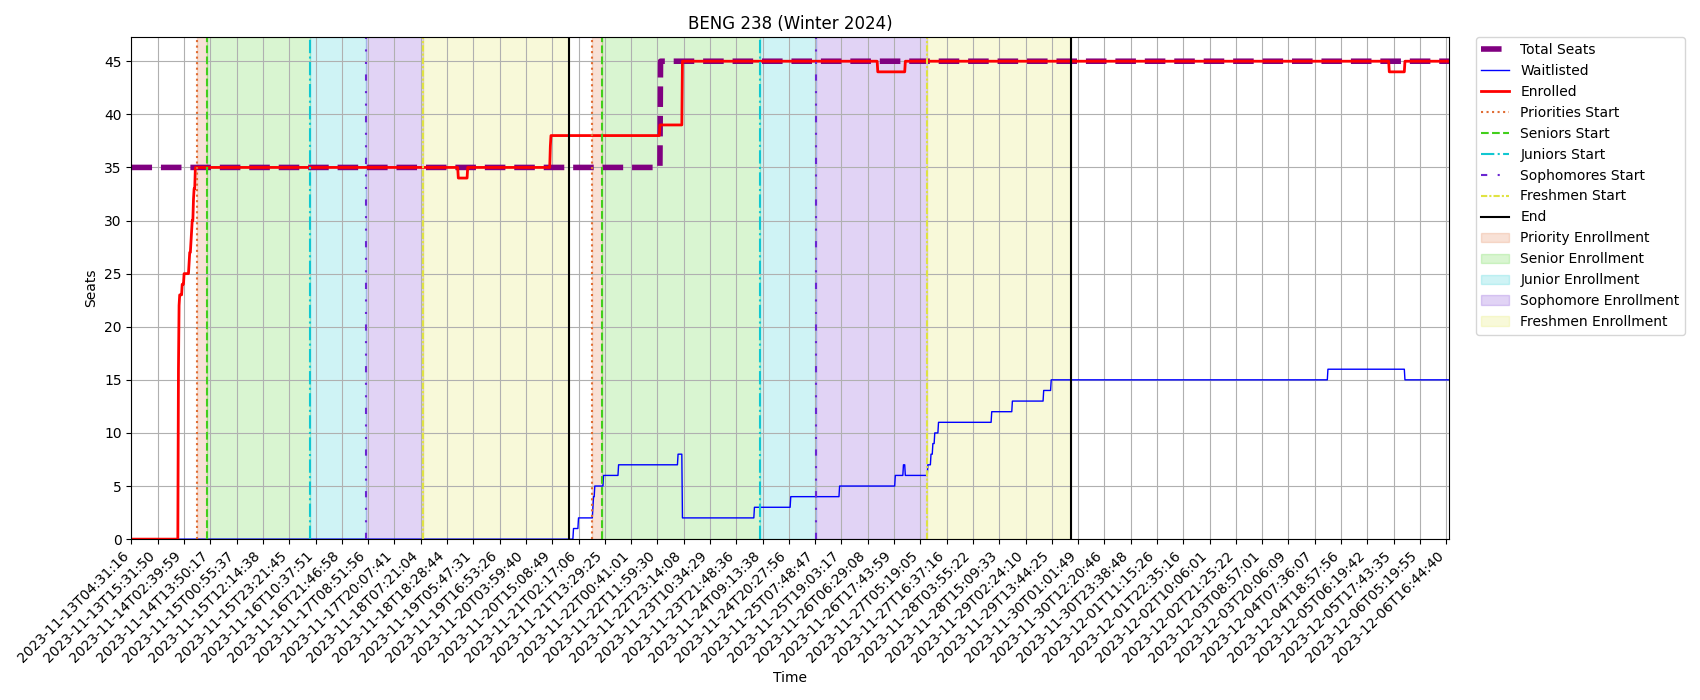 BENG 238 (Winter 2024)
Seats
45
40
35
30
25
20
15
10
5
0
2023-11-13T04:31:16
2023-11-13T15:31:50
2023-11-14T02:39:59
2023-11-14T13:50:17
2023-11-15T00:55:37
2023-11-15T12:14:38
2023-11-15T23:21:45
2023-11-16T10:37:51
2023-11-16T21:46:58
2023-11-17T08:51:56
2023-11-17T20:07:41
2023-11-18T07:21:04
2023-11-18T18:28:44
2023-11-19T05:47:31
2023-11-19T16:53:26
2023-11-20T03:59:40
2023-11-20T15:08:49
2023-11-21T02:17:06
2023-11-21T13:29:25
2023-11-22T00:41:01
2023-11-22T11:59:30
2023-11-22T23:14:08
2023-11-23T10:34:29
2023-11-23T21:48:36
2023-11-24T09:13:38
2023-11-24T20:27:56
2023-11-25T07:48:47
2023-11-25T19:03:17
2023-11-26T06:29:08
2023-11-26T17:43:59
2023-11-27T05:19:05
2023-11-27T16:37:16
2023-11-28T03:55:22
2023-11-28T15:09:33
2023-11-29T02:24:10
2023-11-29T13:44:25
2023-11-30T01:01:49
2023-11-30T12:20:46
2023-11-30T23:38:48
2023-12-01T11:15:26
2023-12-01T22:35:16
2023-12-02T10:06:01
2023-12-02T21:25:22
2023-12-03T08:57:01
2023-12-03T20:06:09
2023-12-04T07:36:07
2023-12-04T18:57:56
2023-12-05T06:19:42
2023-12-05T17:43:35
2023-12-06T05:19:55
2023-12-06T16:44:40
Time
Total Seats
Waitlisted
Enrolled
Priorities Start
Seniors Start
Juniors Start
Sophomores Start
Freshmen Start
End
Priority Enrollment
Senior Enrollment
Junior Enrollment
Sophomore Enrollment
Freshmen Enrollment